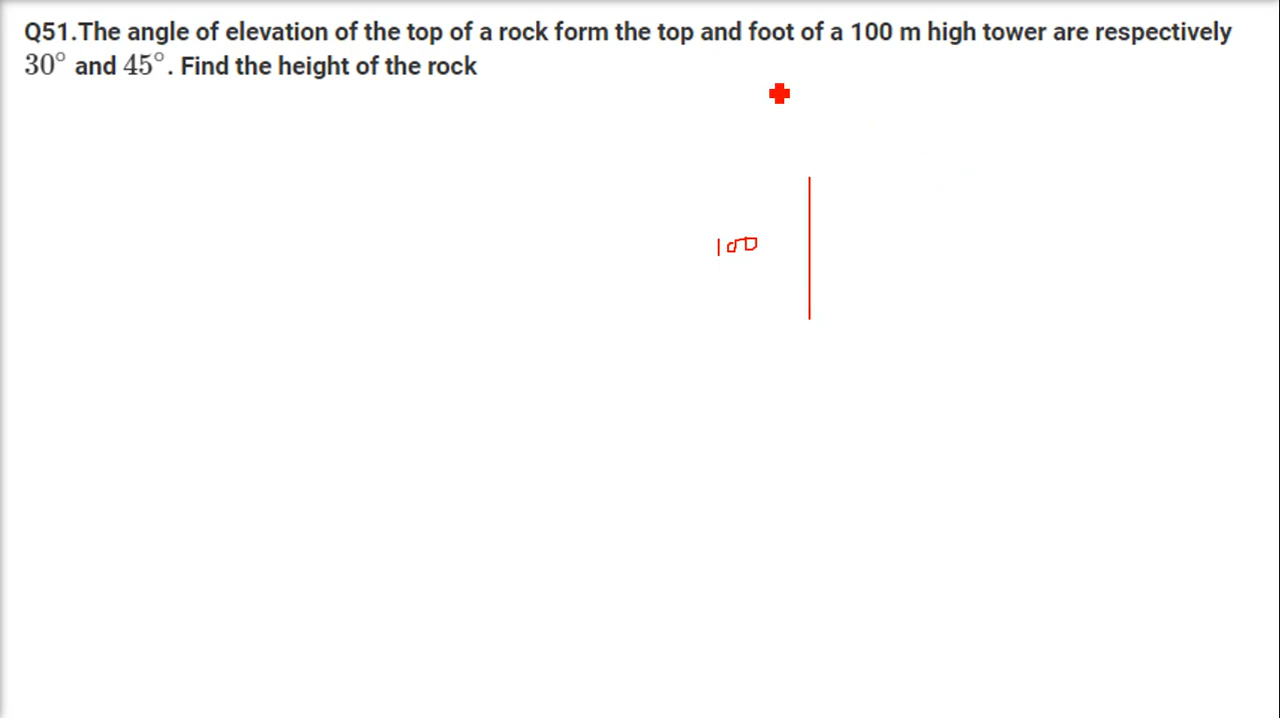 Q51.The angle of elevation of the top of a rock form the top and foot of a 100 m high tower are respectively
30° and 45°. Find the height of the rock
100